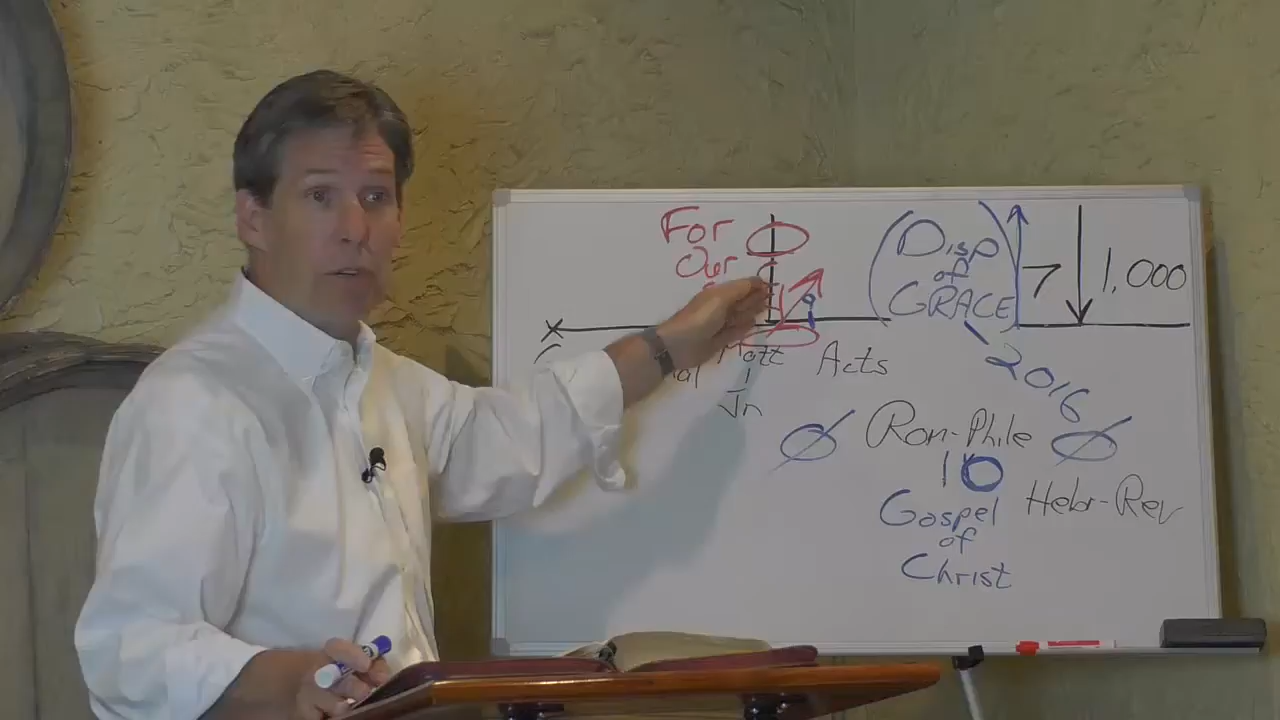 For
Our
Disp
of
GRACE
7
1,000
Matt
Jn
Acts
2016
Rom-Phile
10
Gospel
of
Christ
Hebr-Rev